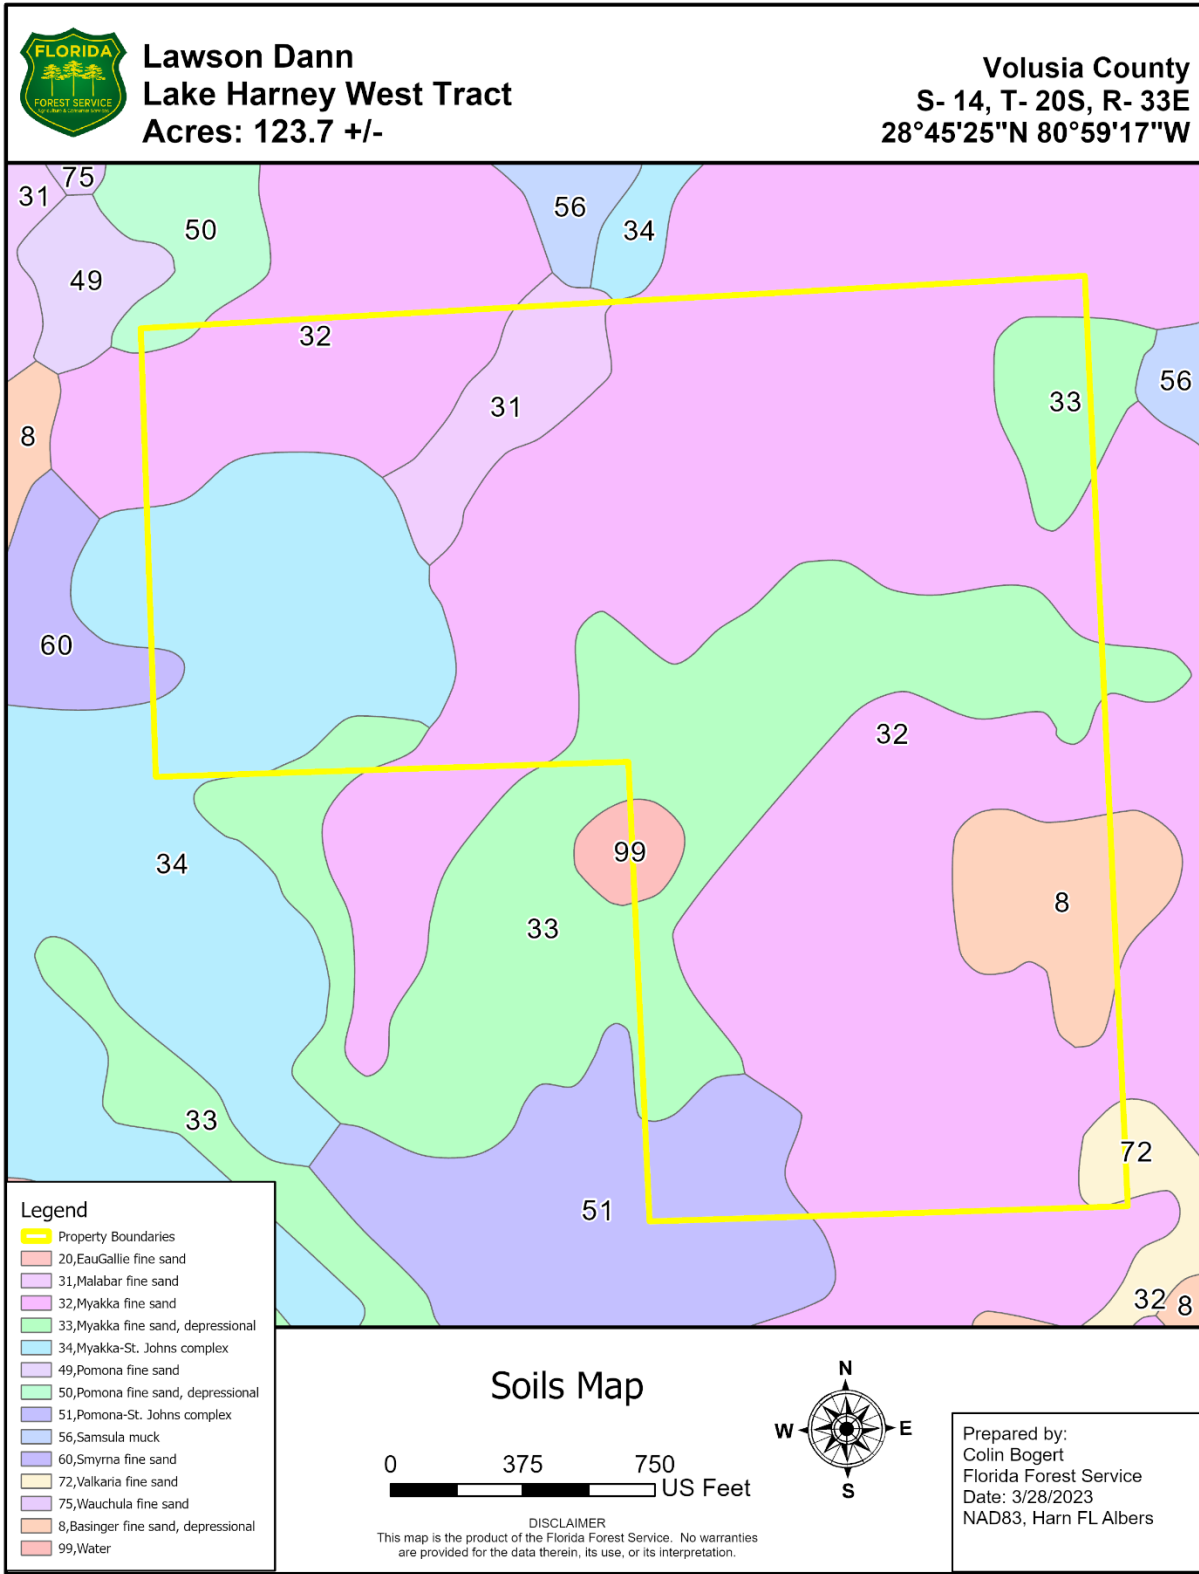 FLORIDA
FOREST SERVICE
Lawson Dann
Lake Harney West Tract
Acres: 123.7 +/-
Volusia County
S- 14, T- 20S, R- 33E
28°45'25"N 80°59'17"W
75
31
50
56
34
49
32
56
33
31
8
60
32
99
34
8
33
33
72
51
32
8
Legend
Property Boundaries
20,EauGallie fine sand
31,Malabar fine sand
32,Myakka fine sand
33,Myakka fine sand, depressional
34,Myakka-St. Johns complex
49,Pomona fine sand
50,Pomona fine sand, depressional
51,Pomona-St. Johns complex
56,Samsula muck
60,Smyrna fine sand
72,Valkaria fine sand
75,Wauchula fine sand
8,Basinger fine sand, depressional
99,Water
Soils Map
0 375 750
US Feet
DISCLAIMER
This map is the product of the Florida Forest Service. No warranties
are provided for the data therein, its use, or its interpretation.
N
W E
S
Prepared by:
Colin Bogert
Florida Forest Service
Date: 3/28/2023
NAD83, Harn FL Albers